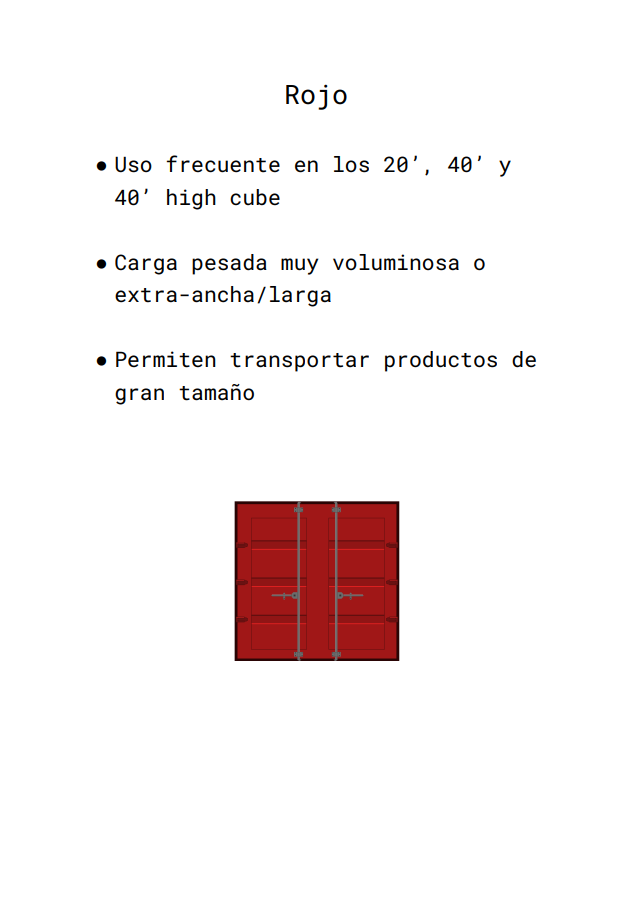 Rojo
● Uso frecuente en los 20’, 40’ y
40’ high cube
● Carga pesada muy voluminosa o
extra-ancha/larga
● Permiten transportar productos de
gran tamaño